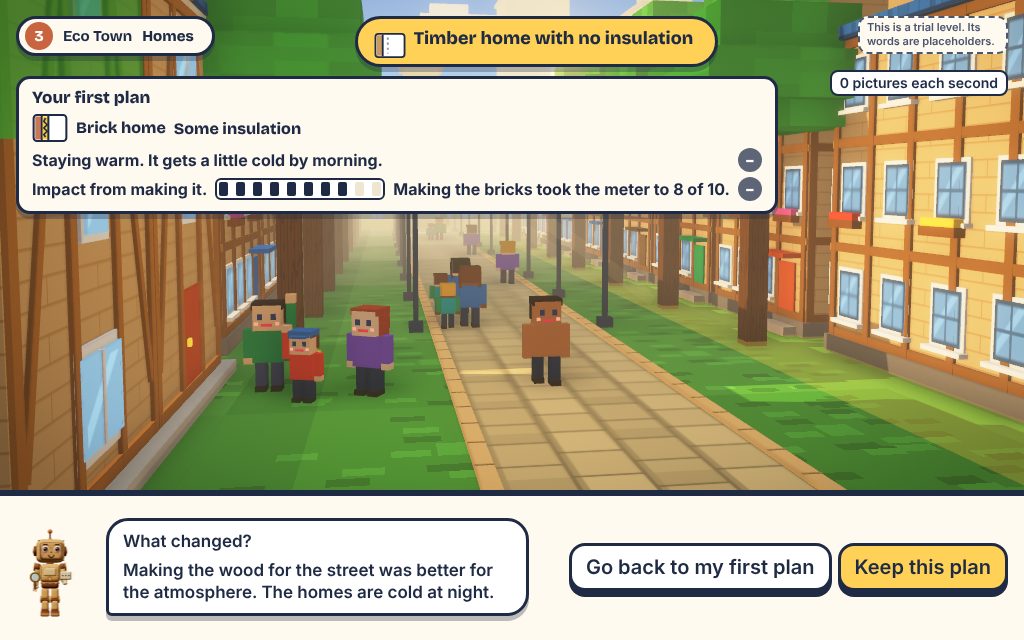 3 Eco Town Homes
Timber home with no insulation
This is a trial level. Its
words are placeholders.
0 pictures each second
Your first plan
Brick home Some insulation
Staying warm. It gets a little cold by morning.
Impact from making it. Making the bricks took the meter to 8 of 10.
What changed?
Making the wood for the street was better for
the atmosphere. The homes are cold at night.
Go back to my first plan
Keep this plan